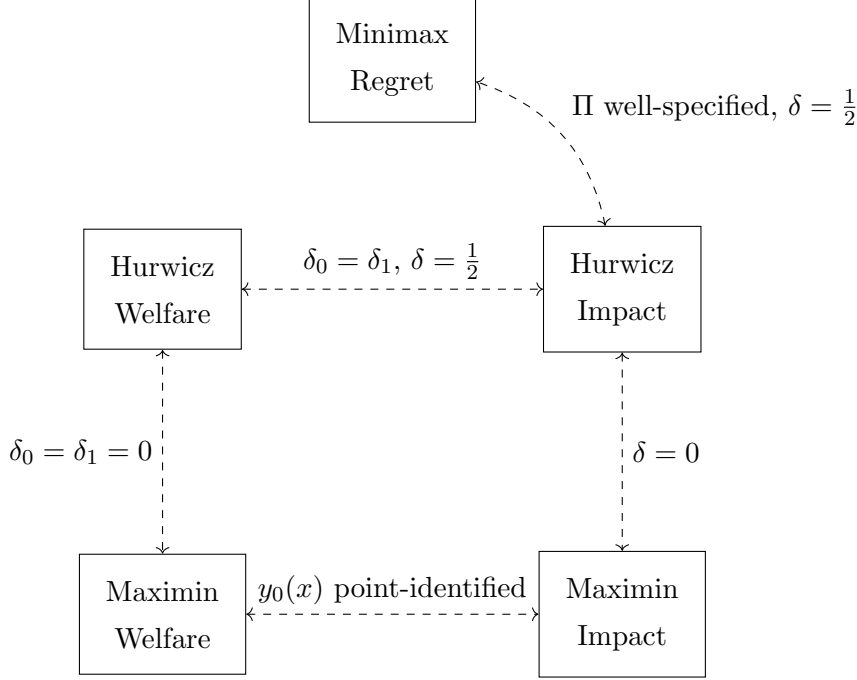 Minimax
Regret
Π well-specified, δ = 1/2
Hurwicz
Welfare
δ₀ = δ₁, δ = 1/2
Hurwicz
Impact
δ₀ = δ₁ = 0
δ = 0
Maximin
Welfare
y₀(x) point-identified
Maximin
Impact